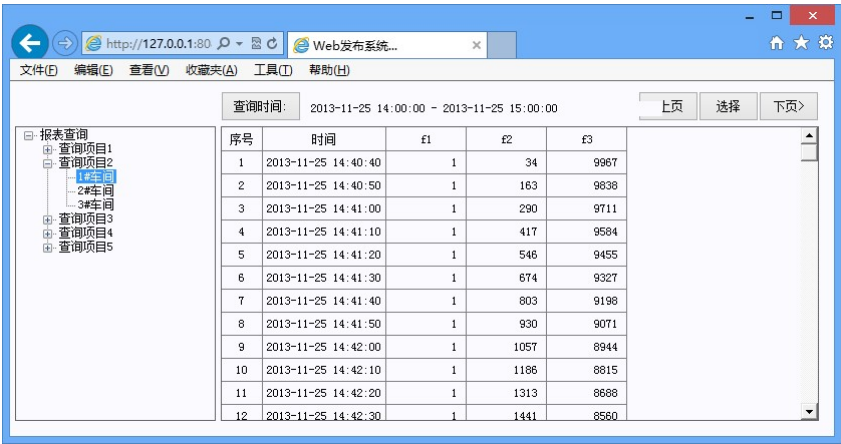 http://127.0.0.1:80
Web发布系统...
文件(F) 编辑(E) 查看(V) 收藏夹(A) 工具(T) 帮助(H)
查询时间: 2013-11-25 14:00:00 - 2013-11-25 15:00:00 上页 选择 下页>
报表查询
查询项目1
查询项目2
1#车间
2#车间
3#车间
查询项目3
查询项目4
查询项目5
序号 时间 f1 f2 f3
1 2013-11-25 14:40:40 1 34 9967
2 2013-11-25 14:40:50 1 163 9838
3 2013-11-25 14:41:00 1 290 9711
4 2013-11-25 14:41:10 1 417 9584
5 2013-11-25 14:41:20 1 546 9455
6 2013-11-25 14:41:30 1 674 9327
7 2013-11-25 14:41:40 1 803 9198
8 2013-11-25 14:41:50 1 930 9071
9 2013-11-25 14:42:00 1 1057 8944
10 2013-11-25 14:42:10 1 1186 8815
11 2013-11-25 14:42:20 1 1313 8688
12 2013-11-25 14:42:30 1 1441 8560